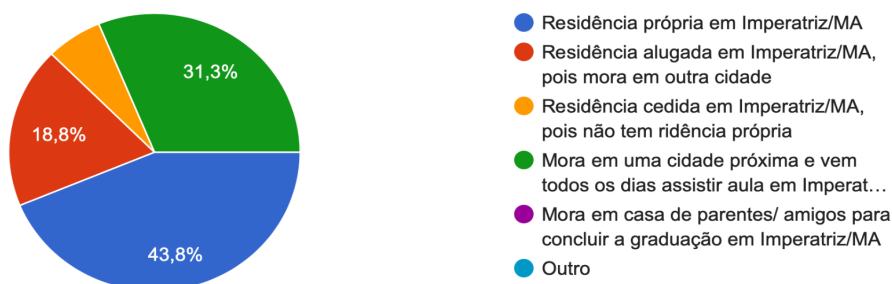 31,3%
18,8%
43,8%
Residência própria em Imperatriz/MA
Residência alugada em Imperatriz/MA,
pois mora em outra cidade
Residência cedida em Imperatriz/MA,
pois não tem ridência própria
Mora em uma cidade próxima e vem
todos os dias assistir aula em Imperat…
Mora em casa de parentes/ amigos para
concluir a graduação em Imperatriz/MA
Outro